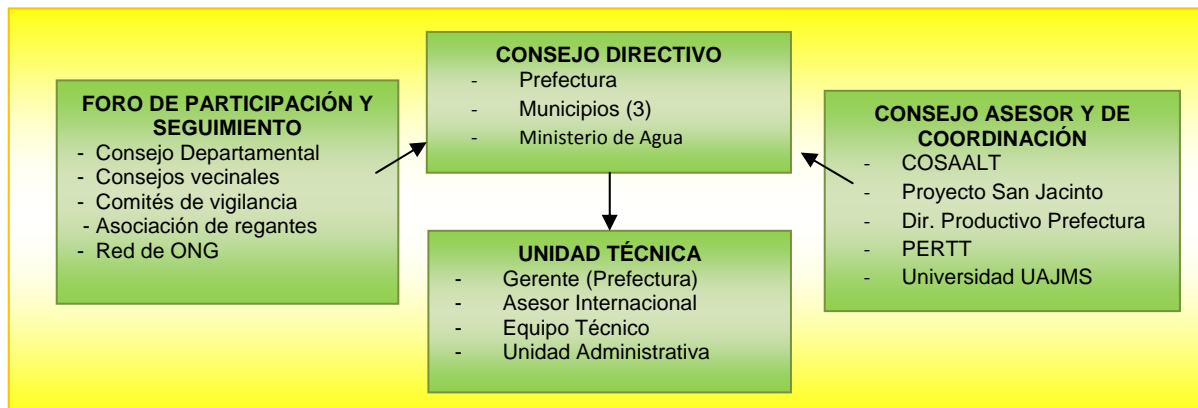 CONSEJO DIRECTIVO
- Prefectura
- Municipios (3)
- Ministerio de Agua
FORO DE PARTICIPACIÓN Y
SEGUIMIENTO
- Consejo Departamental
- Consejos vecinales
- Comités de vigilancia
- Asociación de regantes
- Red de ONG
CONSEJO ASESOR Y DE
COORDINACIÓN
- COSAALT
- Proyecto San Jacinto
- Dir. Productivo Prefectura
- PERTT
- Universidad UAJMS
UNIDAD TÉCNICA
- Gerente (Prefectura)
- Asesor Internacional
- Equipo Técnico
- Unidad Administrativa